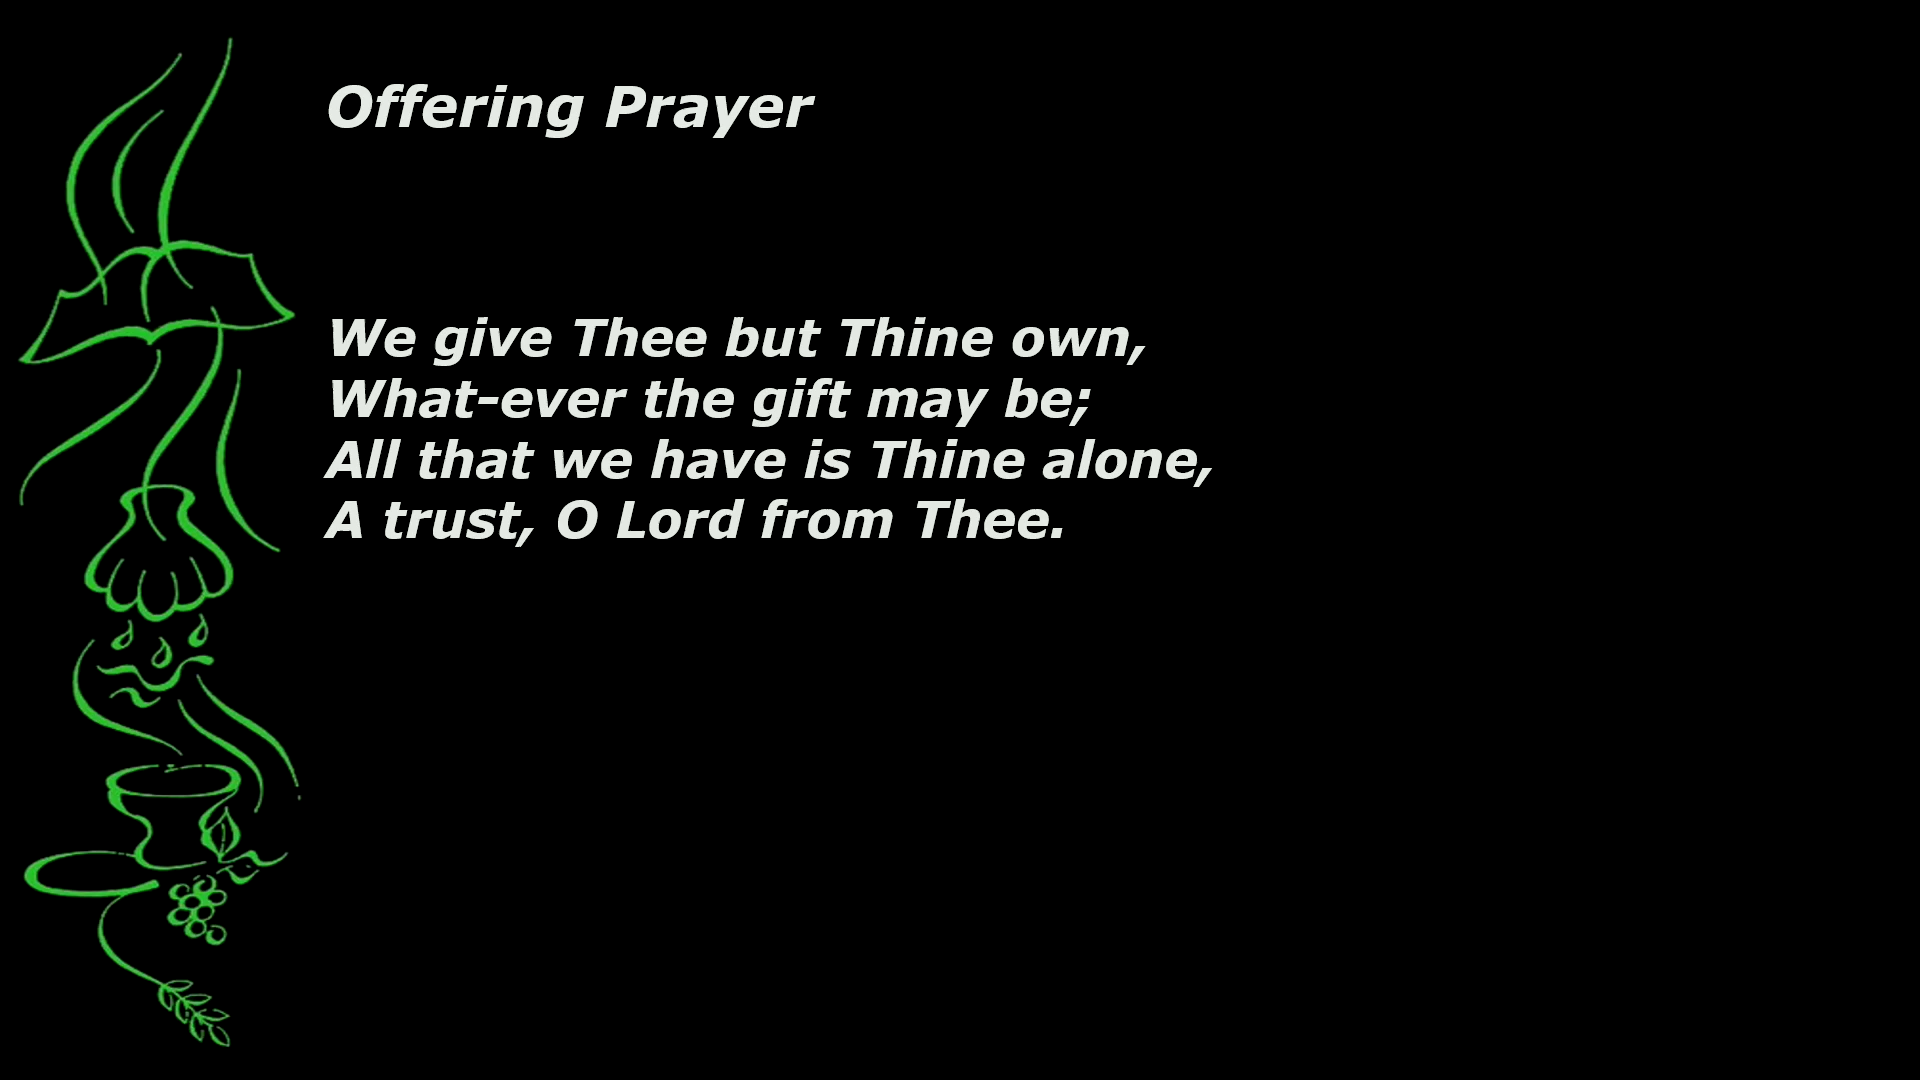 Offering Prayer
We give Thee but Thine own,
What-ever the gift may be;
All that we have is Thine alone,
A trust, O Lord from Thee.